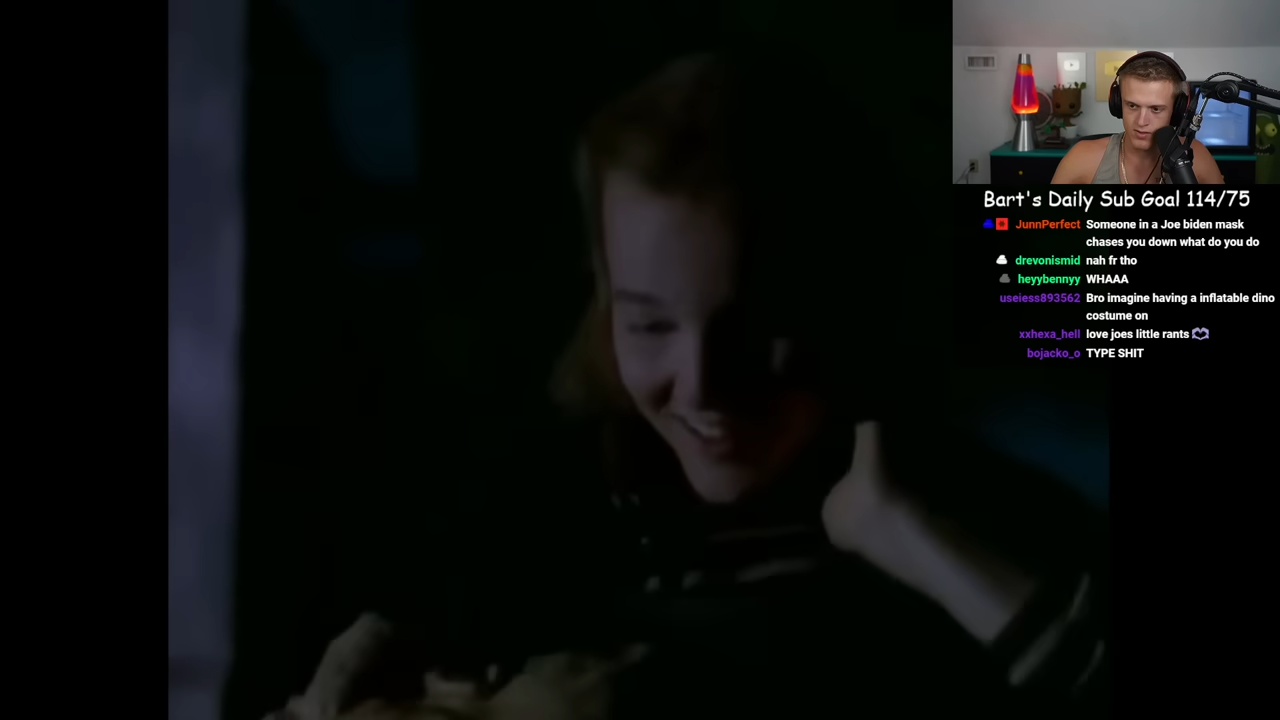 Bart's Daily Sub Goal 114/75
JunnPerfect Someone in a Joe biden mask
chases you down what do you do
drevonismid nah fr tho
heyybennyy WHAAA
useiess893562 Bro imagine having a inflatable dino
costume on
xxhexa_hell love joes little rants
bojacko_o TYPE SHIT